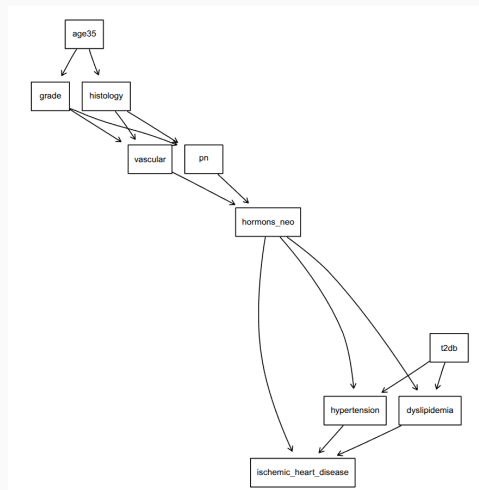 age35
grade
histology
vascular
pn
hormons_neo
t2db
hypertension
dyslipidemia
ischemic_heart_disease